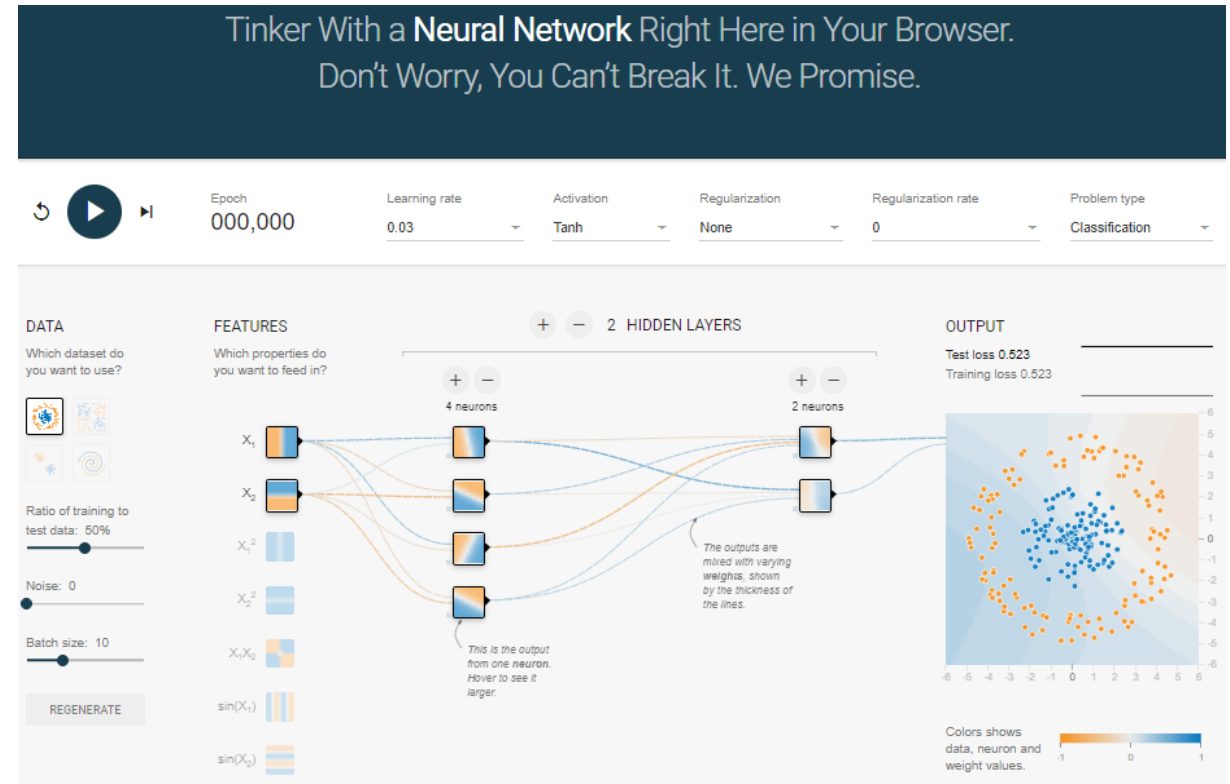 Tinker With a Neural Network Right Here in Your Browser.
Don't Worry, You Can't Break It. We Promise.
Epoch
000,000
Learning rate
0.03
Activation
Tanh
Regularization
None
Regularization rate
0
Problem type
Classification
DATA
Which dataset do
you want to use?
Ratio of training to
test data: 50%
Noise: 0
Batch size: 10
REGENERATE
FEATURES
Which properties do
you want to feed in?
X₁
X₂
X₁²
X₂²
X₁X₂
sin(X₁)
sin(X₂)
+ − 2 HIDDEN LAYERS
+ −
4 neurons
+ −
2 neurons
This is the output
from one neuron.
Hover to see it
larger.
The outputs are
mixed with varying
weights, shown
by the thickness of
the lines.
OUTPUT
Test loss 0.523
Training loss 0.523
6
5
4
3
2
1
0
-1
-2
-3
-4
-5
-6
-6 -5 -4 -3 -2 -1 0 1 2 3 4 5 6
Colors shows
data, neuron and
weight values.
-1 0 1